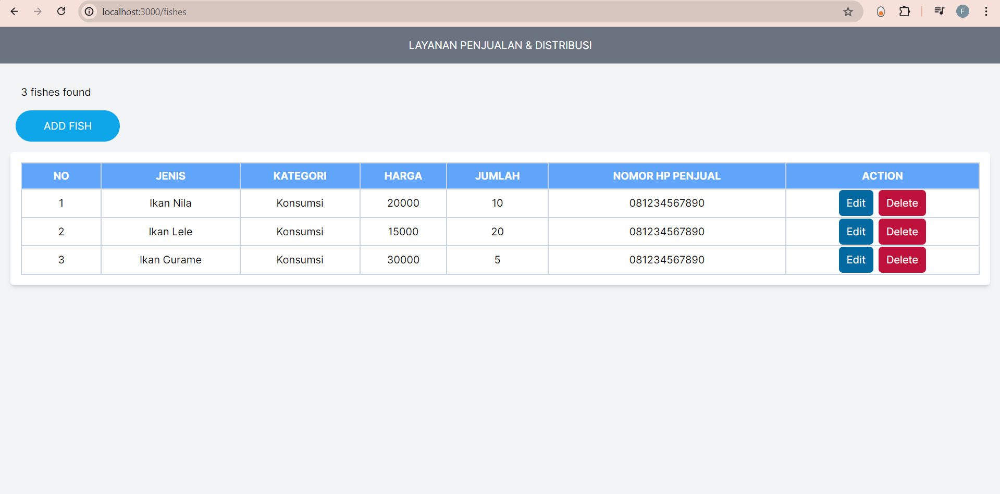 localhost:3000/fishes
F
LAYANAN PENJUALAN & DISTRIBUSI
3 fishes found
ADD FISH
NO JENIS KATEGORI HARGA JUMLAH NOMOR HP PENJUAL ACTION
1 Ikan Nila Konsumsi 20000 10 081234567890 Edit Delete
2 Ikan Lele Konsumsi 15000 20 081234567890 Edit Delete
3 Ikan Gurame Konsumsi 30000 5 081234567890 Edit Delete